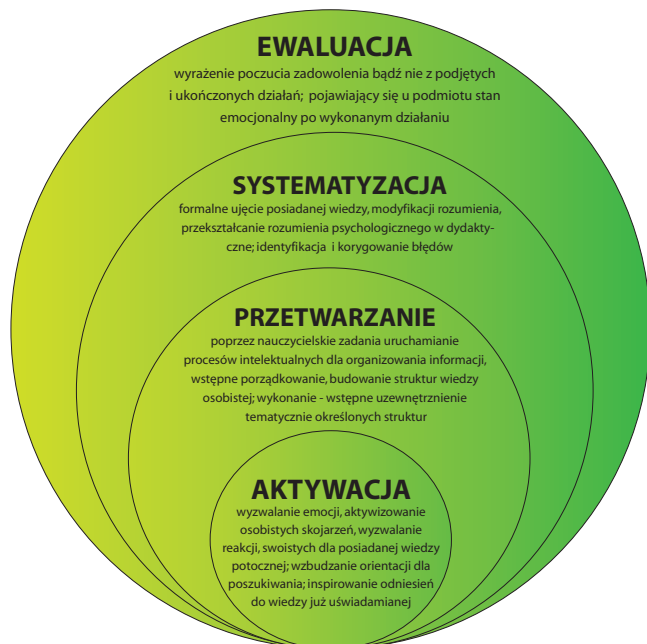 EWALUACJA
wyrażenie poczucia zadowolenia bądź nie z podjętych
i ukończonych działań; pojawiający się u podmiotu stan
emocjonalny po wykonanym działaniu
SYSTEMATYZACJA
formalne ujęcie posiadanej wiedzy, modyfikacji rozumienia,
przekształcanie rozumienia psychologicznego w dydakty-
czne; identyfikacja i korygowanie błędów
PRZETWARZANIE
poprzez nauczycielskie zadania uruchamianie
procesów intelektualnych dla organizowania informacji,
wstępne porządkowanie, budowanie struktur wiedzy
osobistej; wykonanie - wstępne uzewnętrznienie
tematycznie określonych struktur
AKTYWACJA
wyzwalanie emocji, aktywizowanie
osobistych skojarzeń, wyzwalanie
reakcji, swoistych dla posiadanej wiedzy
potocznej; wzbudzanie orientacji dla
poszukiwania; inspirowanie odniesień
do wiedzy już uświadamianej